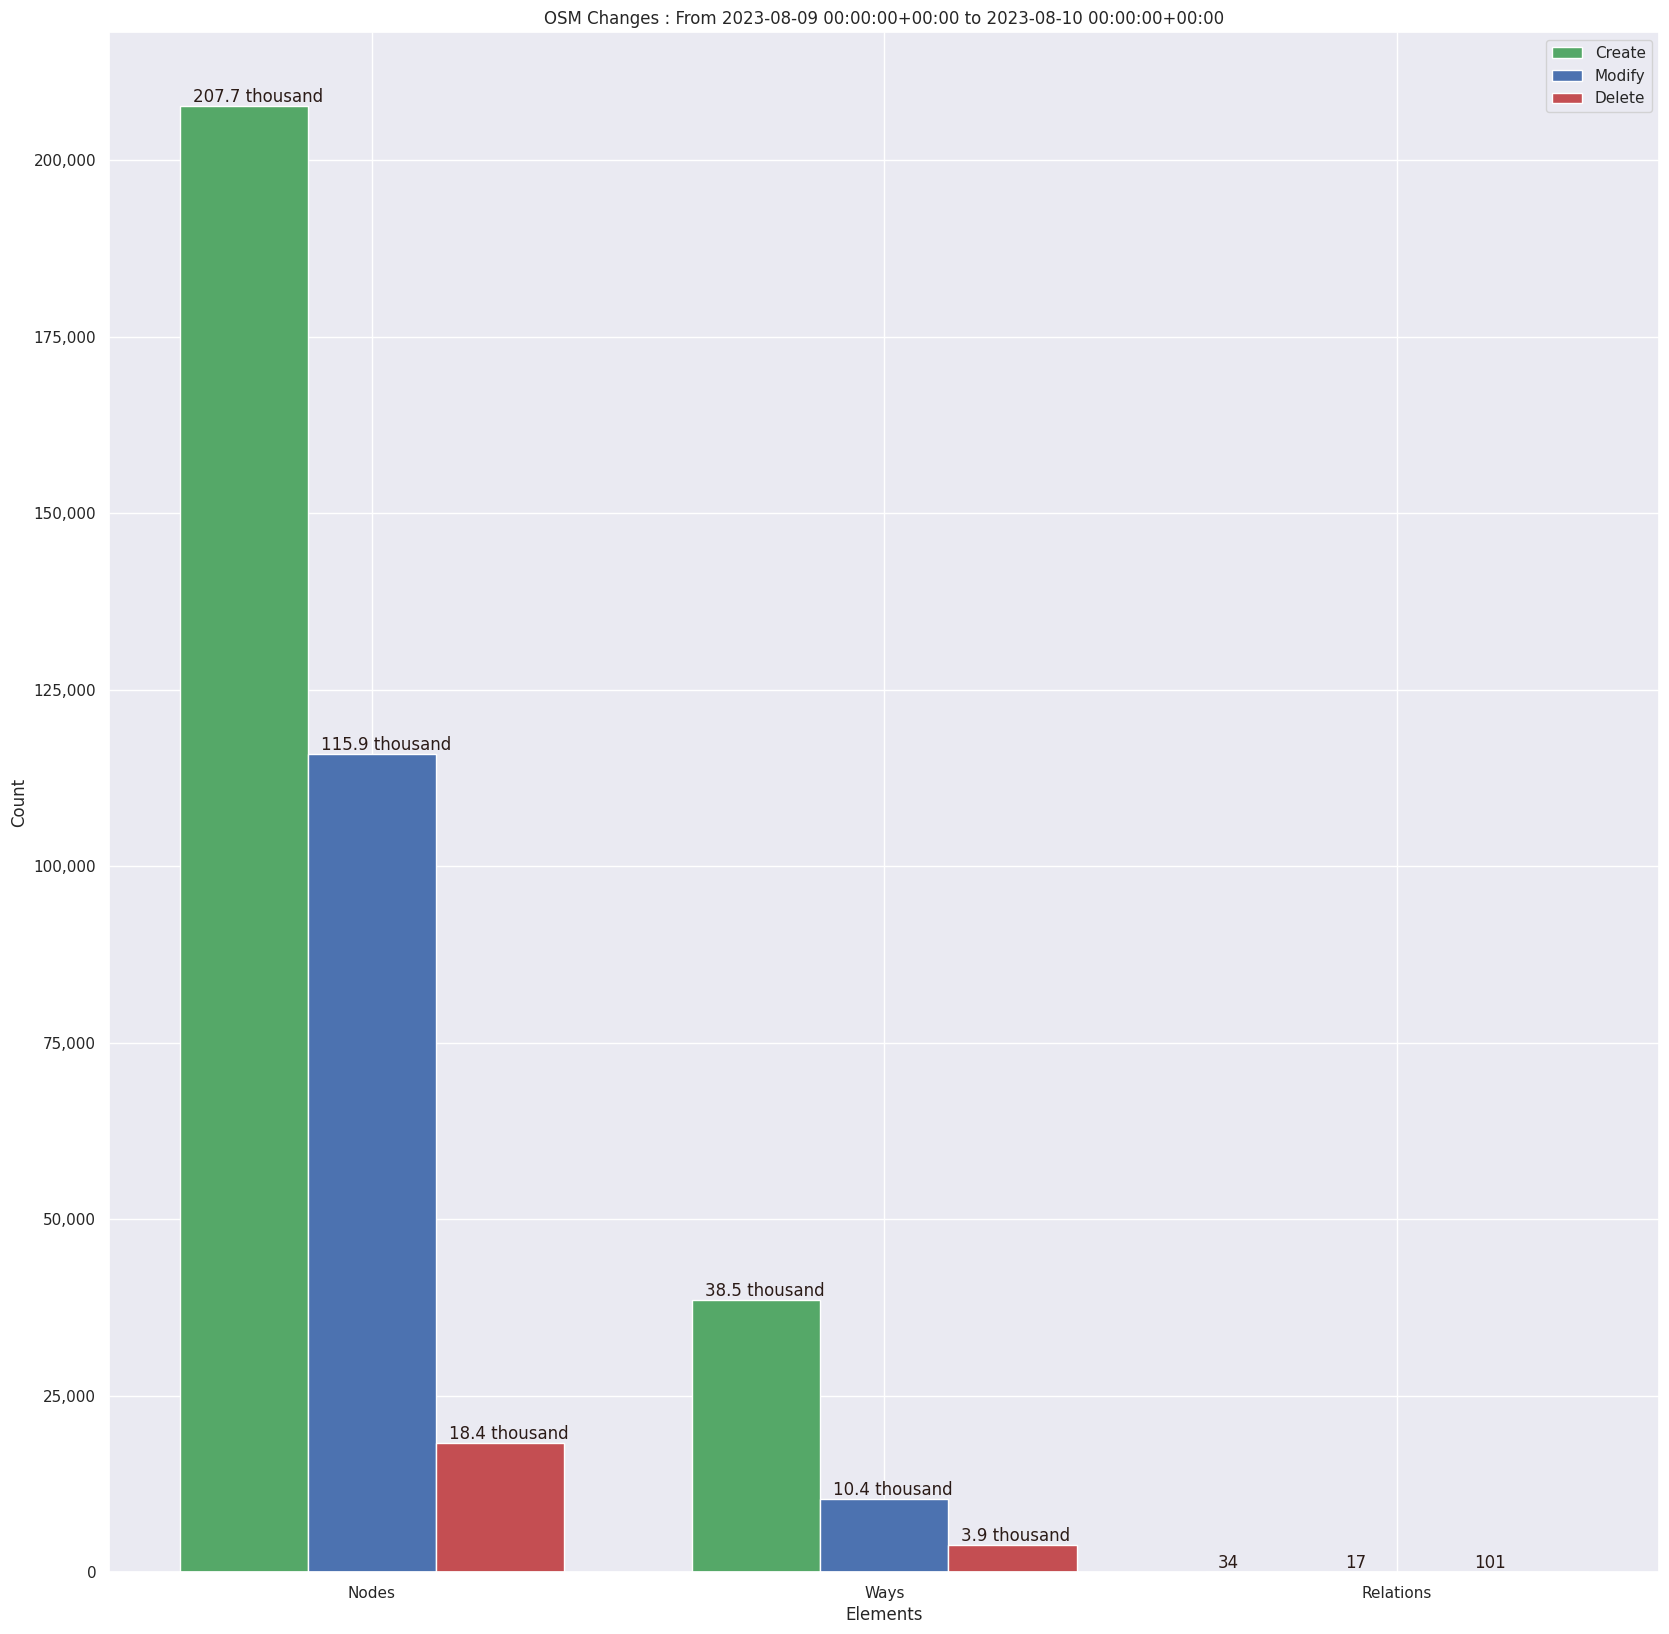 OSM Changes : From 2023-08-09 00:00:00+00:00 to 2023-08-10 00:00:00+00:00
Create
Modify
Delete
207.7 thousand
115.9 thousand
18.4 thousand
38.5 thousand
10.4 thousand
3.9 thousand
34
17
101
200,000
175,000
150,000
125,000
100,000
75,000
50,000
25,000
0
Count
Nodes
Ways
Relations
Elements